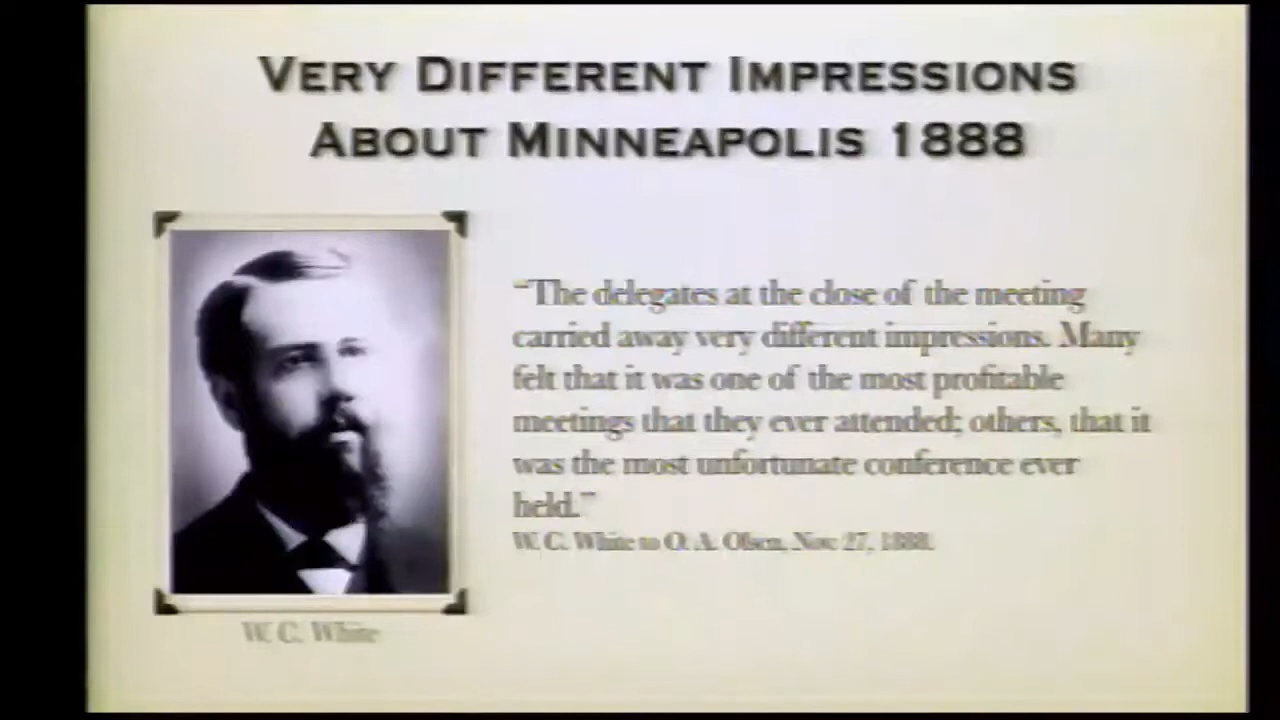 VERY DIFFERENT IMPRESSIONS
ABOUT MINNEAPOLIS 1888
“The delegates at the close of the meeting
carried away very different impressions. Many
felt that it was one of the most profitable
meetings that they ever attended; others, that it
was the most unfortunate conference ever
held.”
W. C. White to O. A. Olsen, Nov 27, 1888.
W. C. White